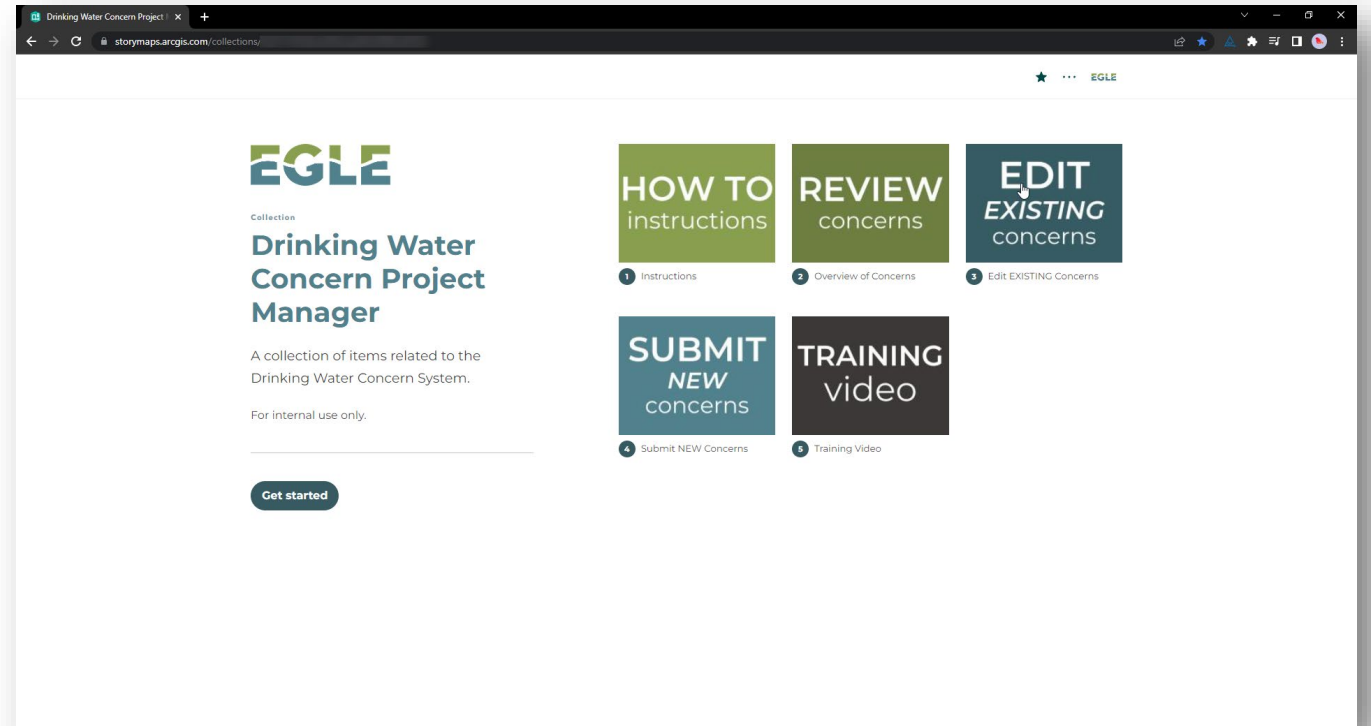 Drinking Water Concern Project
storymaps.arcgis.com/collections/
EGLE
EGLE
Collection
Drinking Water
Concern Project
Manager
A collection of items related to the
Drinking Water Concern System.
For internal use only.
Get started
HOW TO
instructions
1 Instructions
REVIEW
concerns
2 Overview of Concerns
EDIT
EXISTING
concerns
3 Edit EXISTING Concerns
SUBMIT
NEW
concerns
4 Submit NEW Concerns
TRAINING
video
5 Training Video